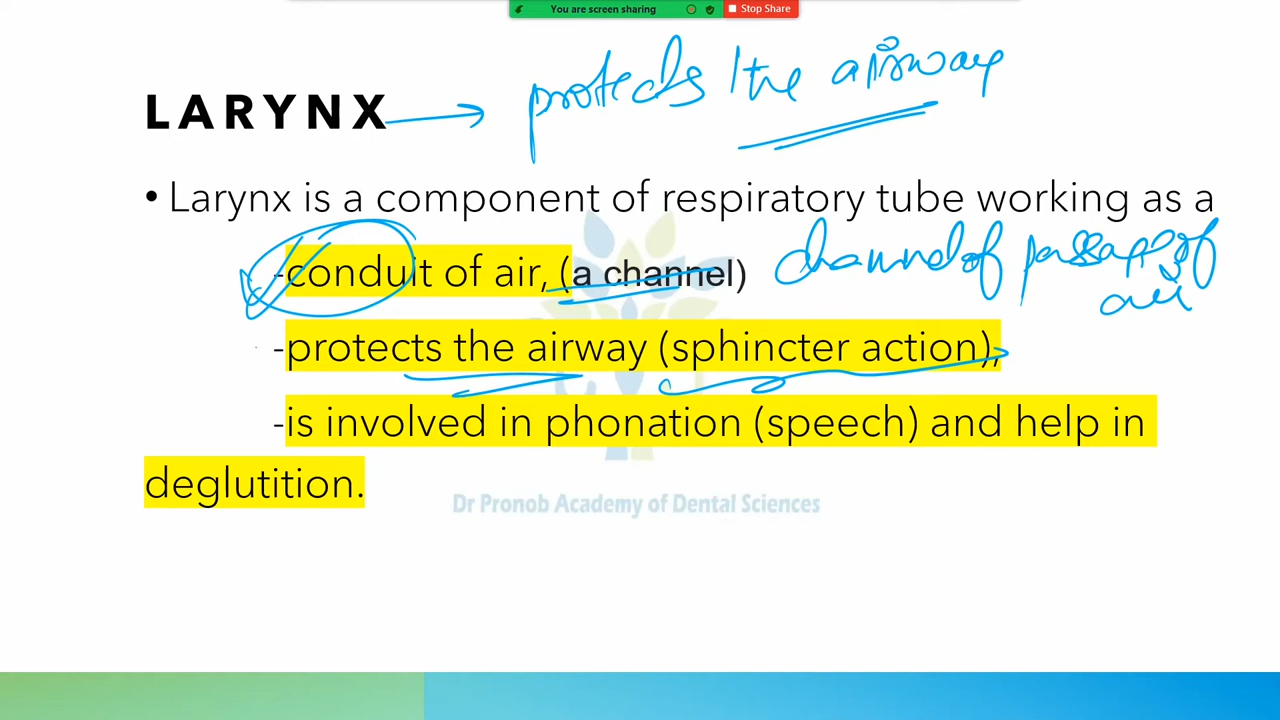 You are screen sharing Stop Share
protects the airway
LARYNX
• Larynx is a component of respiratory tube working as a
-conduit of air, (a channel) channel of passage of
air
-protects the airway (sphincter action),
-is involved in phonation (speech) and help in
deglutition.
Dr Pronob Academy of Dental Sciences